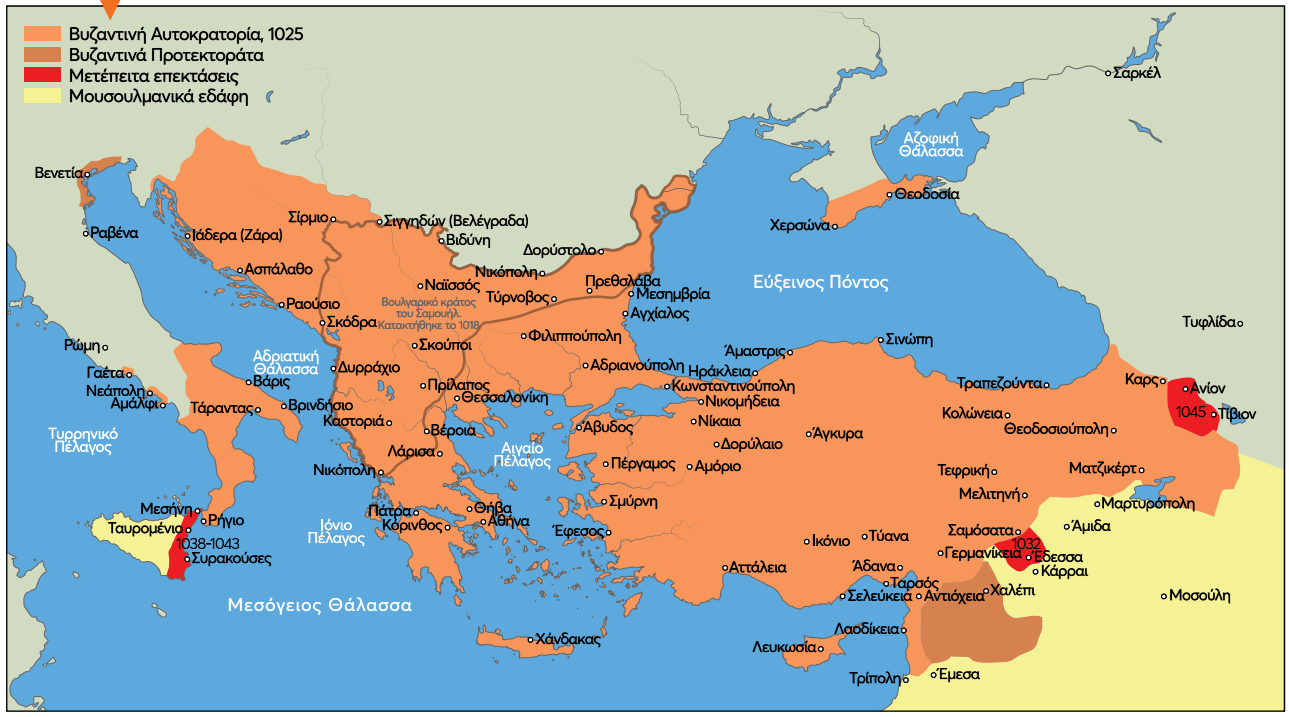 Βυζαντινή Αυτοκρατορία, 1025
Βυζαντινά Προτεκτοράτα
Μετέπειτα επεκτάσεις
Μουσουλμανικά εδάφη
Σαρκέλ
Αζοφική
Θάλασσα
Βενετία
Θεοδοσία
Σίρμιο
Σιγγηδών (Βελέγραδα)
Χερσώνα
Ραβένα
Ιάδερα (Ζάρα)
Βιδύνη
Δορύστολο
Ασπάλαθο
Νικόπολη
Ναϊσσός
Πρεθσλάβα
Εύξεινος Πόντος
Τύρνοβος
Μεσημβρία
Ραούσιο
Βουλγαρικό κράτος
του Σαμουήλ.
Κατακτήθηκε το 1018
Αγχίαλος
Σκόδρα
Τυφλίδα
Φιλιππούπολη
Σινώπη
Ρώμη
Σκούποι
Άμαστρις
Αδριατική
Θάλασσα
Δυρράχιο
Αδριανούπολη
Ηράκλεια
Γαέτα
Βάρις
Πρίλαπος
Κωνσταντινούπολη
Τραπεζούντα
Καρς
Ανίον
Νεάπολη
Αμάλφι
Τάραντας
Βρινδήσιο
Θεσσαλονίκη
Νικομήδεια
1045
Τίβιον
Καστοριά
Βέροια
Άβυδος
Νίκαια
Κολώνεια
Θεοδοσιούπολη
Τυρρηνικό
Πέλαγος
Δορύλαιο
Άγκυρα
Λάρισα
Αιγαίο
Πέλαγος
Πέργαμος
Αμόριο
Νικόπολη
Τεφρική
Ματζικέρτ
Μελιτηνή
Μεσήνη
Ρήγιο
Πάτρα
Θήβα
Σμύρνη
Μαρτυρόπολη
Ταυρομένιο
Ιόνιο
Πέλαγος
Κόρινθος
Αθήνα
Έφεσος
Σαμόσατα
Άμιδα
1038-1043
Ικόνιο
Τύανα
1032
Συρακούσες
Γερμανίκεια
Έδεσσα
Αττάλεια
Άδανα
Κάρραι
Ταρσός
Χαλέπι
Μεσόγειος Θάλασσα
Σελεύκεια
Αντιόχεια
Μοσούλη
Χάνδακας
Λαοδίκεια
Λευκωσία
Τρίπολη
Έμεσα